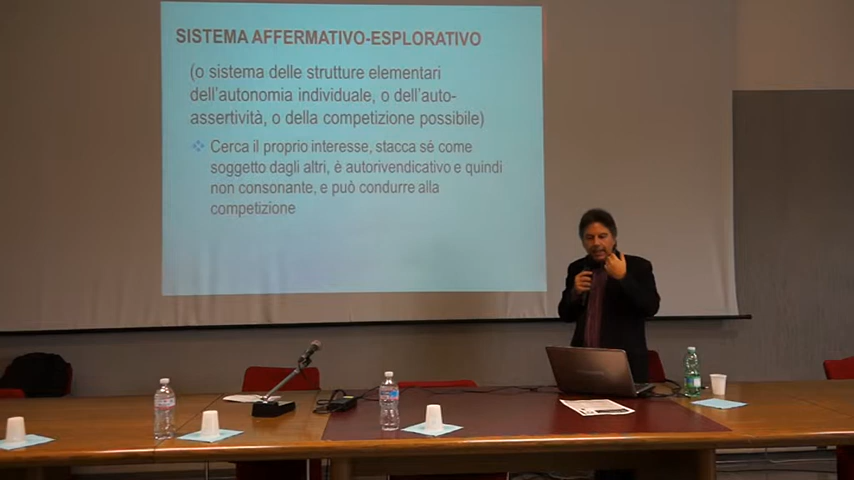 SISTEMA AFFERMATIVO-ESPLORATIVO
(o sistema delle strutture elementari
dell'autonomia individuale, o dell'auto-
assertività, o della competizione possibile)
Cerca il proprio interesse, stacca sé come
soggetto dagli altri, è autorivendicativo e quindi
non consonante, e può condurre alla
competizione